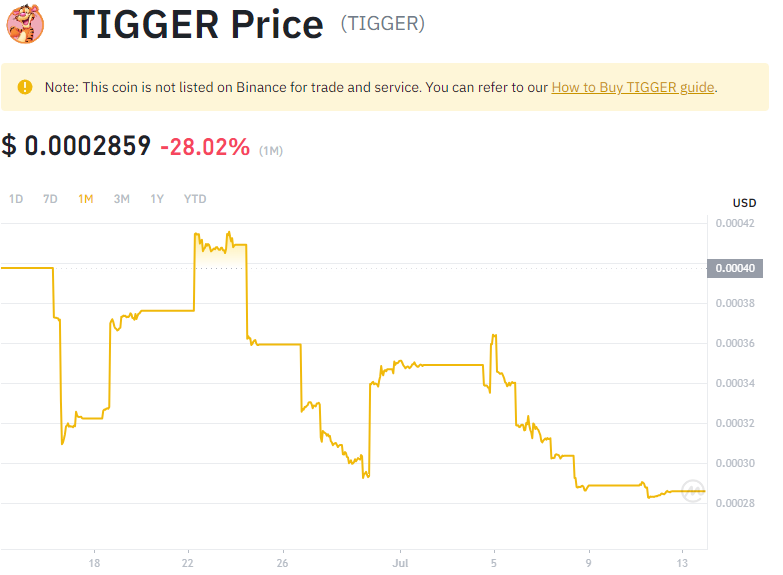 TIGGER Price (TIGGER)
Note: This coin is not listed on Binance for trade and service. You can refer to our How to Buy TIGGER guide.
$ 0.0002859 -28.02% (1M)
1D 7D 1M 3M 1Y YTD
USD
0.00042
0.00040
0.00038
0.00036
0.00034
0.00032
0.00030
0.00028
18 22 26 Jul 5 9 13